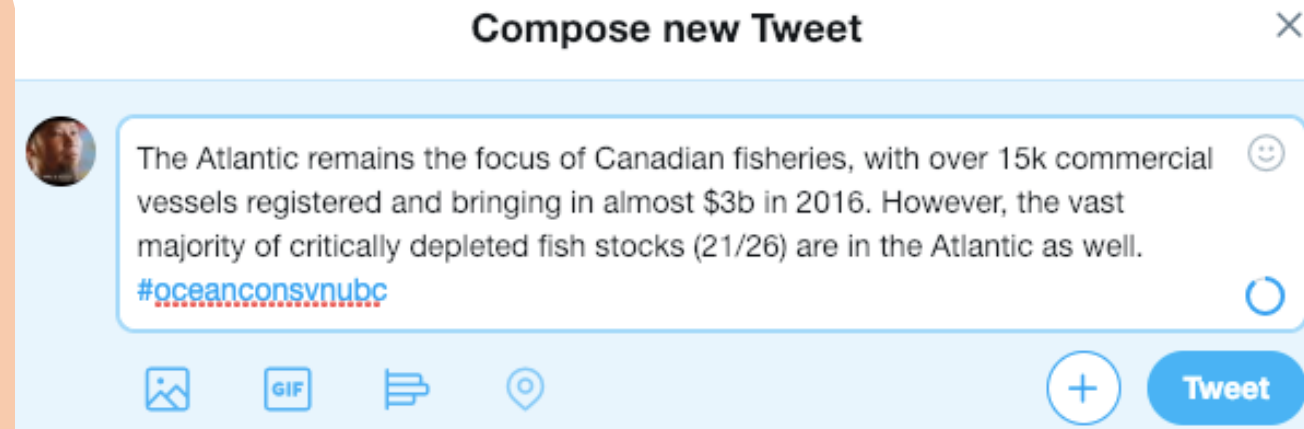 Compose new Tweet
The Atlantic remains the focus of Canadian fisheries, with over 15k commercial
vessels registered and bringing in almost $3b in 2016. However, the vast
majority of critically depleted fish stocks (21/26) are in the Atlantic as well.
#oceanconsvnubc
GIF
Tweet